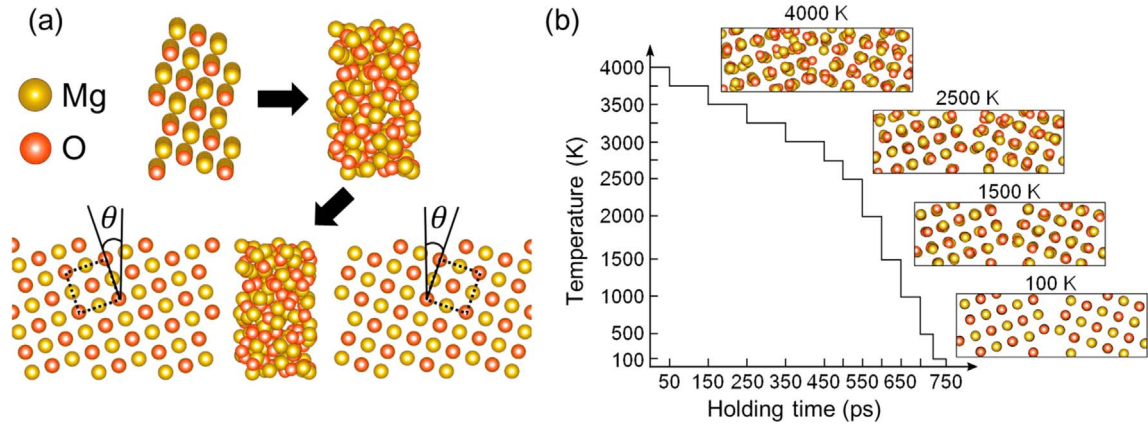 (a)
Mg
O
θ
θ
(b)
4000 K
2500 K
1500 K
100 K
Temperature (K)
4000
3500
3000
2500
2000
1500
1000
500
100
50 150 250 350 450 550 650 750
Holding time (ps)